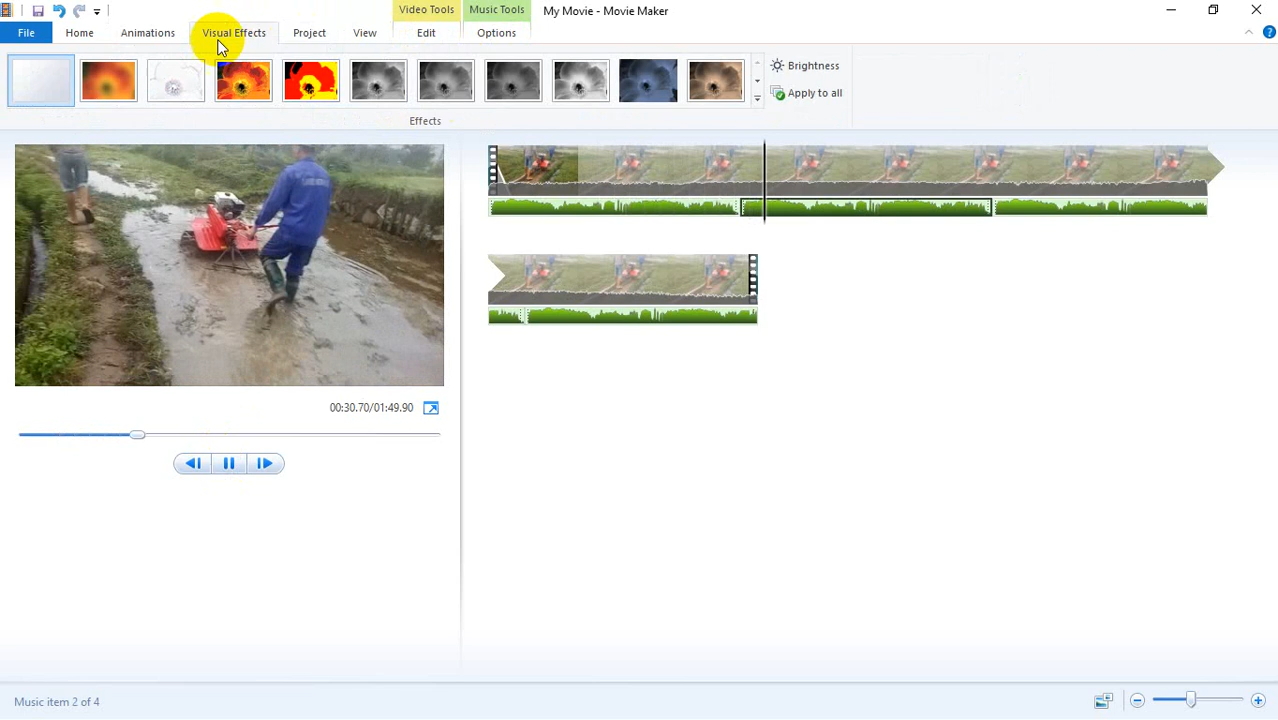 Video Tools
Music Tools
My Movie - Movie Maker
File
Home
Animations
Visual Effects
Project
View
Edit
Options
Brightness
Apply to all
Effects
00:30.70/01:49.90
Music item 2 of 4